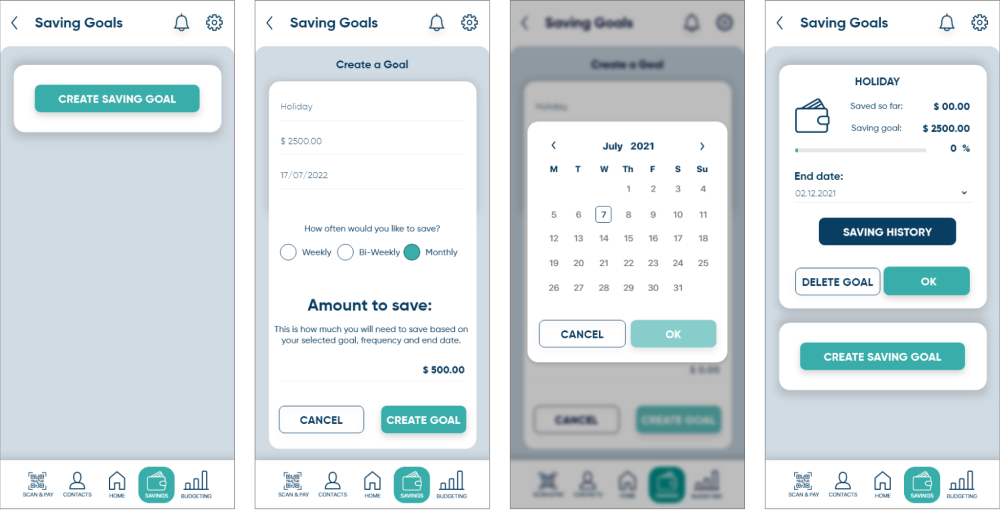 Saving Goals
CREATE SAVING GOAL
SCAN & PAY
CONTACTS
HOME
SAVINGS
BUDGETING
Saving Goals
Create a Goal
Holiday
$ 2500.00
17/07/2022
How often would you like to save?
Weekly Bi-Weekly Monthly
Amount to save:
This is how much you will need to save based on
your selected goal, frequency and end date.
$ 500.00
CANCEL CREATE GOAL
SCAN & PAY
CONTACTS
HOME
SAVINGS
BUDGETING
Saving Goals
Create a Goal
Holiday
July 2021
M T W Th F S Su
1 2 3 4
5 6 7 8 9 10 11
12 13 14 15 16 17 18
19 20 21 22 23 24 25
26 27 28 29 30 31
CANCEL OK
$ 0.00
CANCEL CREATE GOAL
SCAN & PAY
CONTACTS
HOME
SAVINGS
BUDGETING
Saving Goals
HOLIDAY
Saved so far: $ 00.00
Saving goal: $ 2500.00
0 %
End date:
02.12.2021
SAVING HISTORY
DELETE GOAL OK
CREATE SAVING GOAL
SCAN & PAY
CONTACTS
HOME
SAVINGS
BUDGETING